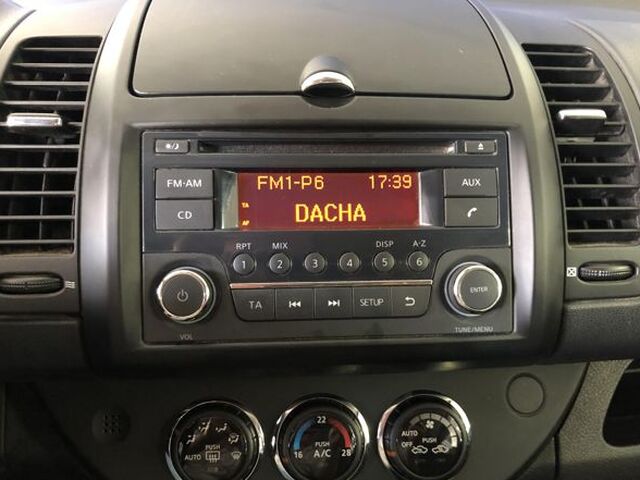 FM1-P6 17:39
TA
DACHA
AF
FM·AM
CD
AUX
RPT MIX DISP A-Z
1 2 3 4 5 6
TA SETUP
VOL
ENTER
TUNE/MENU
PUSH
22
PUSH
A/C
16 28
AUTO
OFF
PUSH
AUTO